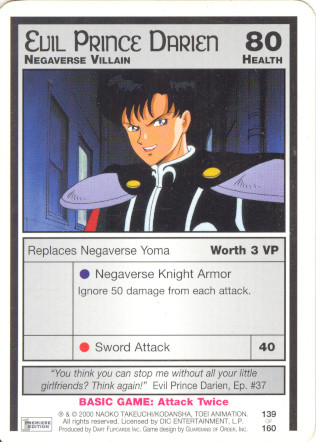 EVIL PRINCE DARIEN 80
NEGAVERSE VILLAIN HEALTH
Replaces Negaverse Yoma Worth 3 VP
Negaverse Knight Armor
Ignore 50 damage from each attack.
Sword Attack 40
"You think you can stop me without all your little
girlfriends? Think again!" Evil Prince Darien, Ep. #37
BASIC GAME: Attack Twice
PREMIERE
EDITION
® & © 2000 NAOKO TAKEUCHI/KODANSHA, TOEI ANIMATION.
All rights reserved. Licensed by DIC ENTERTAINMENT, L.P.
Produced by DART FLIPCARDS INC. Game design by GUARDIANS OF ORDER, INC.
139
OF
160